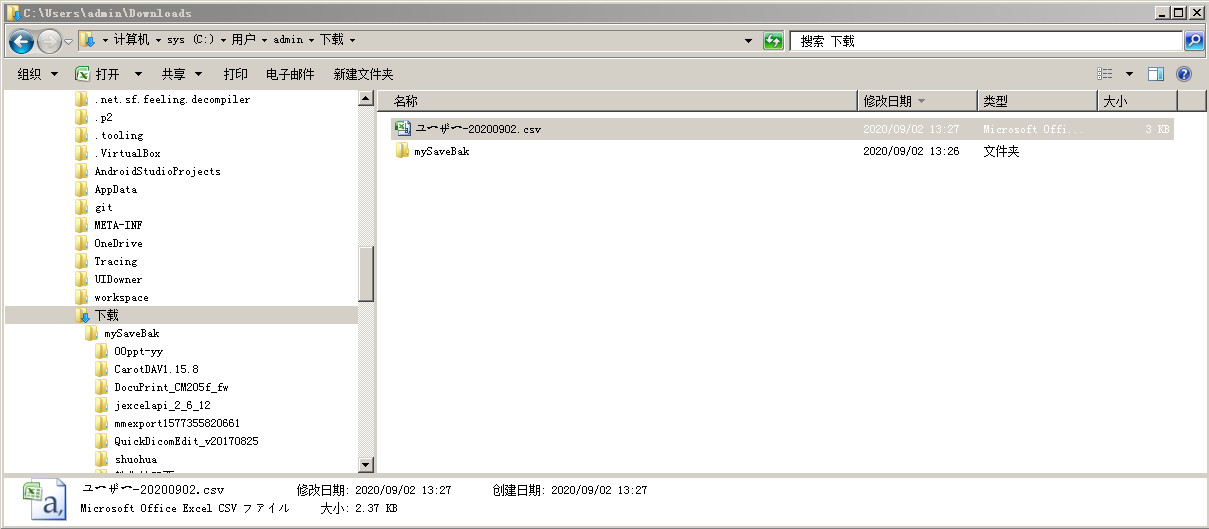 C:\Users\admin\Downloads
计算机 sys (C:) 用户 admin 下载
搜索 下载
组织 打开 共享 打印 电子邮件 新建文件夹
.net.sf.feeling.decompiler
.p2
.tooling
.VirtualBox
AndroidStudioProjects
AppData
git
META-INF
OneDrive
Tracing
UIDowner
workspace
下载
mySaveBak
00ppt-yy
CarotDAV1.15.8
DocuPrint_CM205f_fw
jexcelapi_2_6_12
mmexport1577355820661
QuickDicomEdit_v20170825
shuohua
名称 修改日期 类型 大小
ユーザー-20200902.csv 2020/09/02 13:27 Microsoft Offi... 3 KB
mySaveBak 2020/09/02 13:26 文件夹
ユーザー-20200902.csv 修改日期: 2020/09/02 13:27 创建日期: 2020/09/02 13:27
Microsoft Office Excel CSV ファイル 大小: 2.37 KB